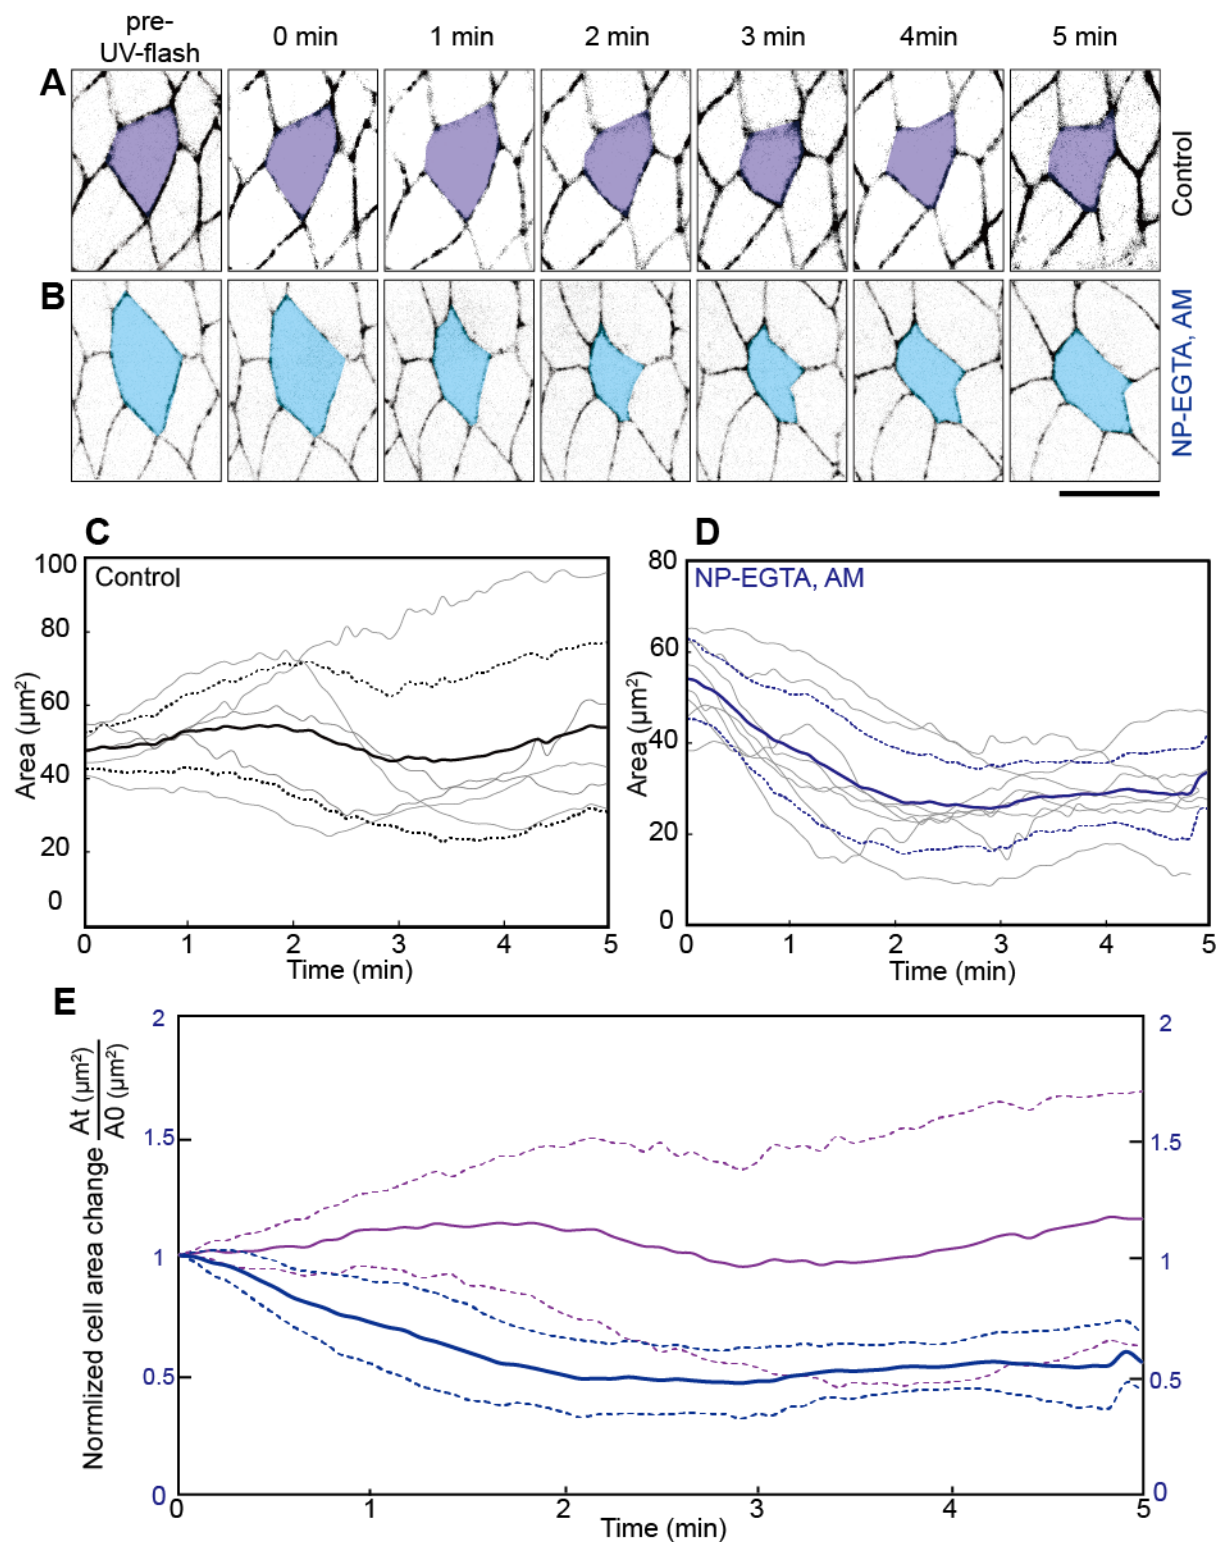 pre-
UV-flash
0 min
1 min
2 min
3 min
4min
5 min
A
Control
B
NP-EGTA, AM
C
D
100
80
60
40
20
0
Control
Area (µm²)
0
1
2
3
4
5
Time (min)
80
60
40
20
0
NP-EGTA, AM
Area (µm²)
0
1
2
3
4
5
Time (min)
E
2
1.5
1
0.5
0
Normlized cell area change At (µm²)
A0 (µm²)
2
1.5
1
0.5
0
0
1
2
3
4
5
Time (min)